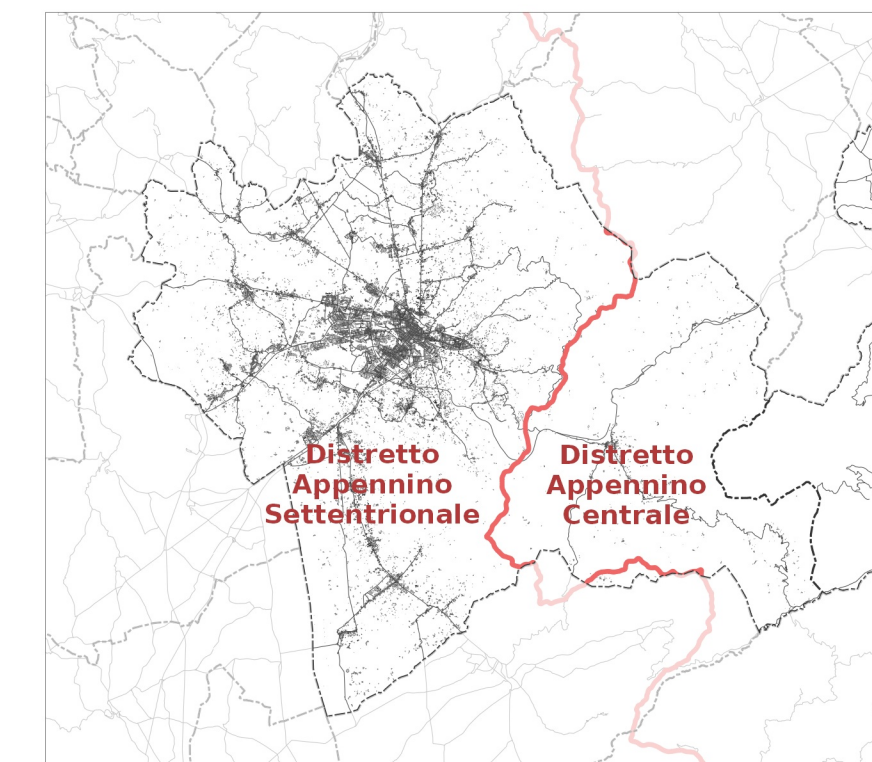 Distretto
Appennino
Settentrionale
Distretto
Appennino
Centrale